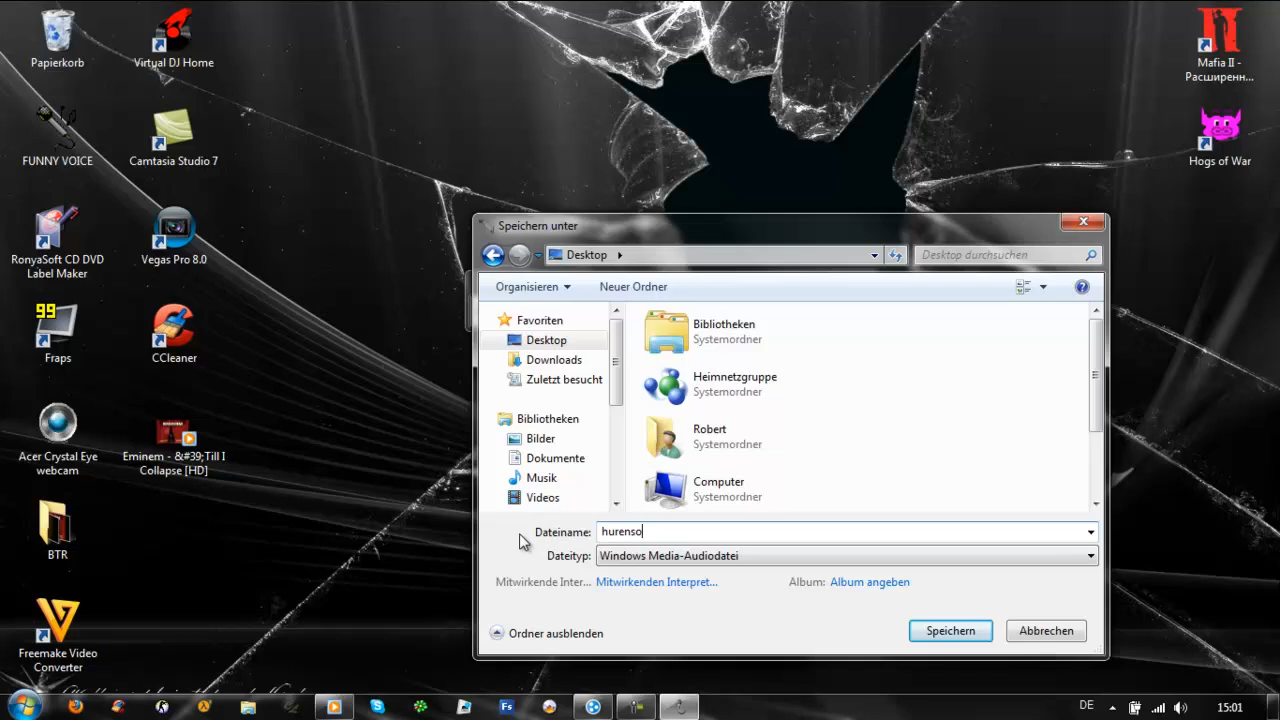 Papierkorb
Virtual DJ Home
Mafia II -
Расширенн...
FUNNY VOICE
Camtasia Studio 7
Hogs of War
RonyaSoft CD DVD
Label Maker
Vegas Pro 8.0
99
Fraps
CCleaner
Acer Crystal Eye
webcam
Eminem - &#39;Till I
Collapse [HD]
BTR
Freemake Video
Converter
Speichern unter
Desktop
Desktop durchsuchen
Organisieren
Neuer Ordner
Favoriten
Desktop
Downloads
Zuletzt besucht
Bibliotheken
Bilder
Dokumente
Musik
Videos
Bibliotheken
Systemordner
Heimnetzgruppe
Systemordner
Robert
Systemordner
Computer
Systemordner
Dateiname: hurenso
Dateityp: Windows Media-Audiodatei
Mitwirkende Inter... Mitwirkenden Interpret... Album: Album angeben
Ordner ausblenden
Speichern
Abbrechen
Fs
DE
15:01